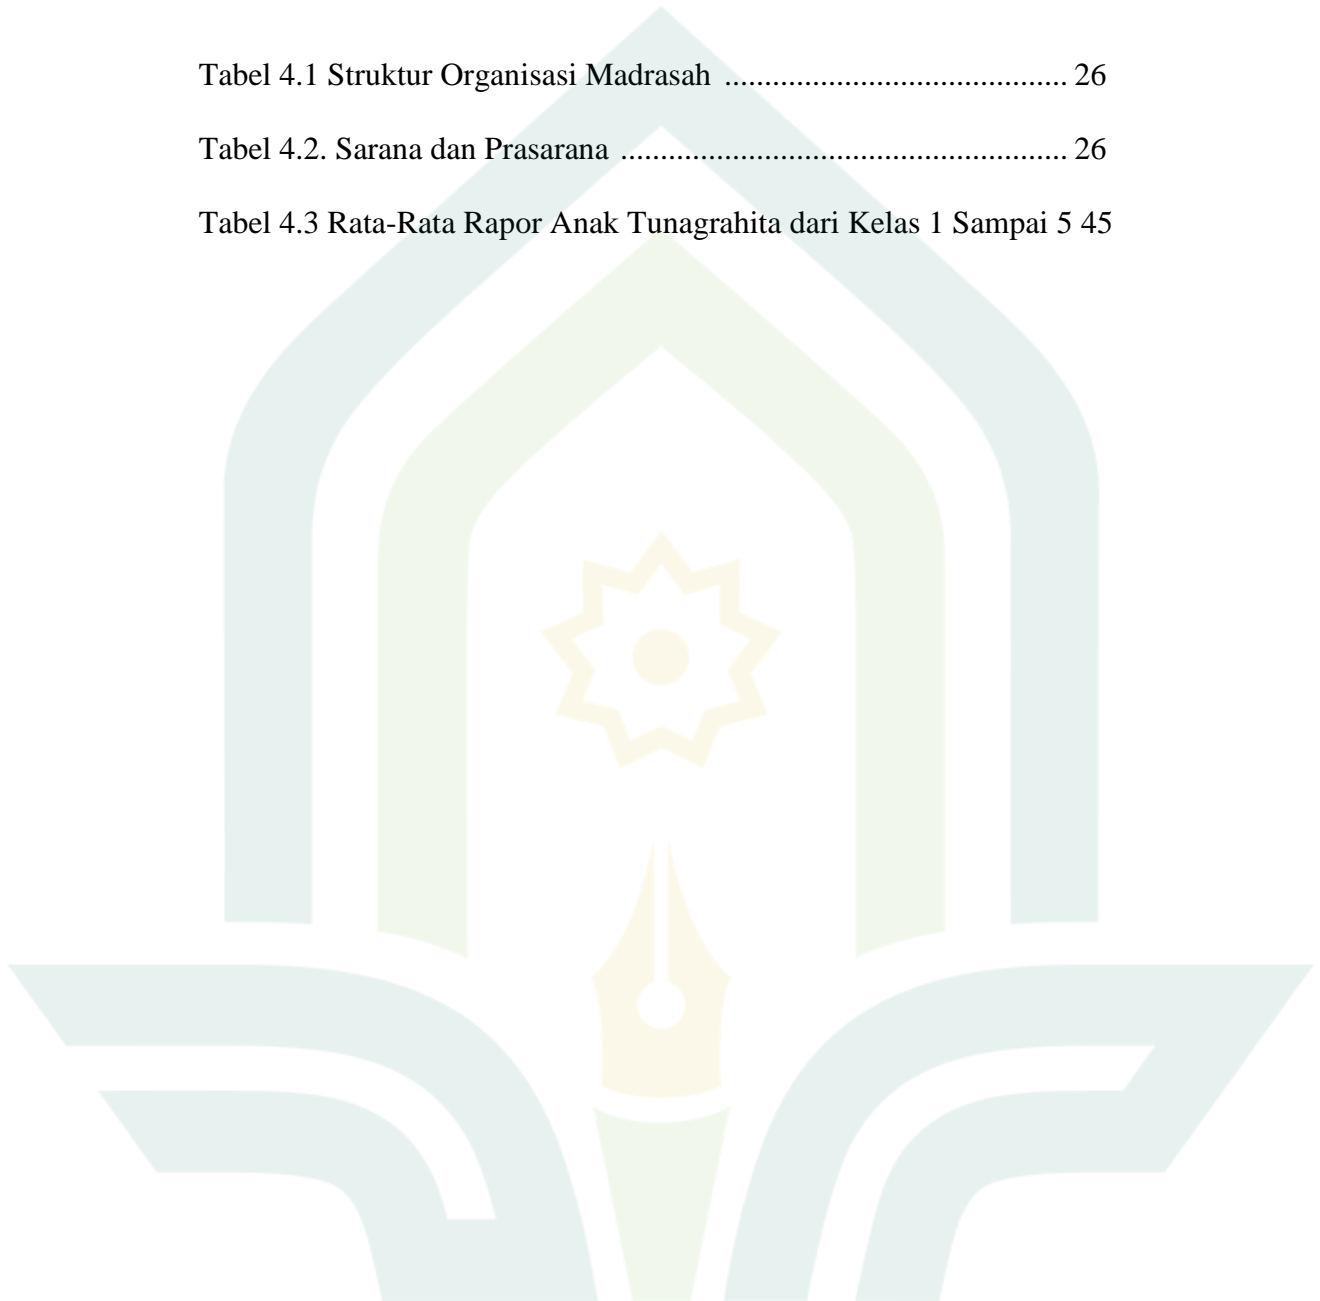 Tabel 4.1 Struktur Organisasi Madrasah ........................................ 26
Tabel 4.2. Sarana dan Prasarana ..................................................... 26
Tabel 4.3 Rata-Rata Rapor Anak Tunagrahita dari Kelas 1 Sampai 5 45